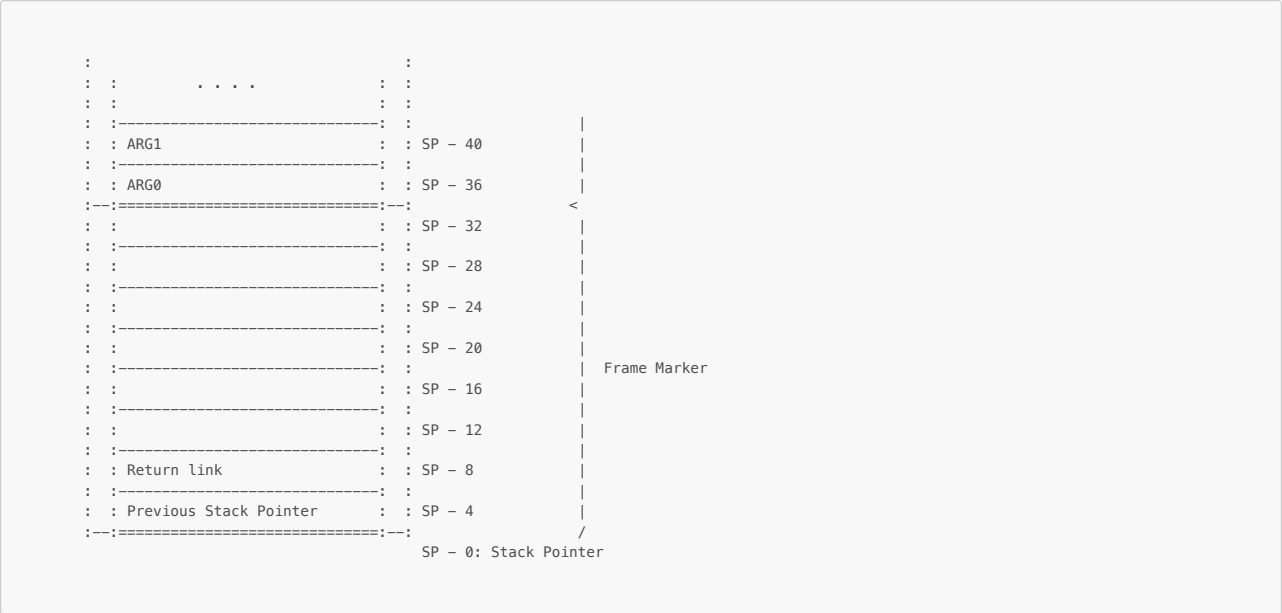 :                                    :
:  :         . . . .              :  :
:  :                              :  :
:  :------------------------------:  :                   |
:  : ARG1                         :  : SP - 40           |
:  :------------------------------:  :                   |
:  : ARG0                         :  : SP - 36           |
:--:==============================:--:                  <
:  :                              :  : SP - 32           |
:  :------------------------------:  :                   |
:  :                              :  : SP - 28           |
:  :------------------------------:  :                   |
:  :                              :  : SP - 24           |
:  :------------------------------:  :                   |
:  :                              :  : SP - 20           |
:  :------------------------------:  :                   |  Frame Marker
:  :                              :  : SP - 16           |
:  :------------------------------:  :                   |
:  :                              :  : SP - 12           |
:  :------------------------------:  :                   |
:  : Return link                  :  : SP - 8            |
:  :------------------------------:  :                   |
:  : Previous Stack Pointer       :  : SP - 4            |
:--:==============================:--:                   /
                                       SP - 0: Stack Pointer